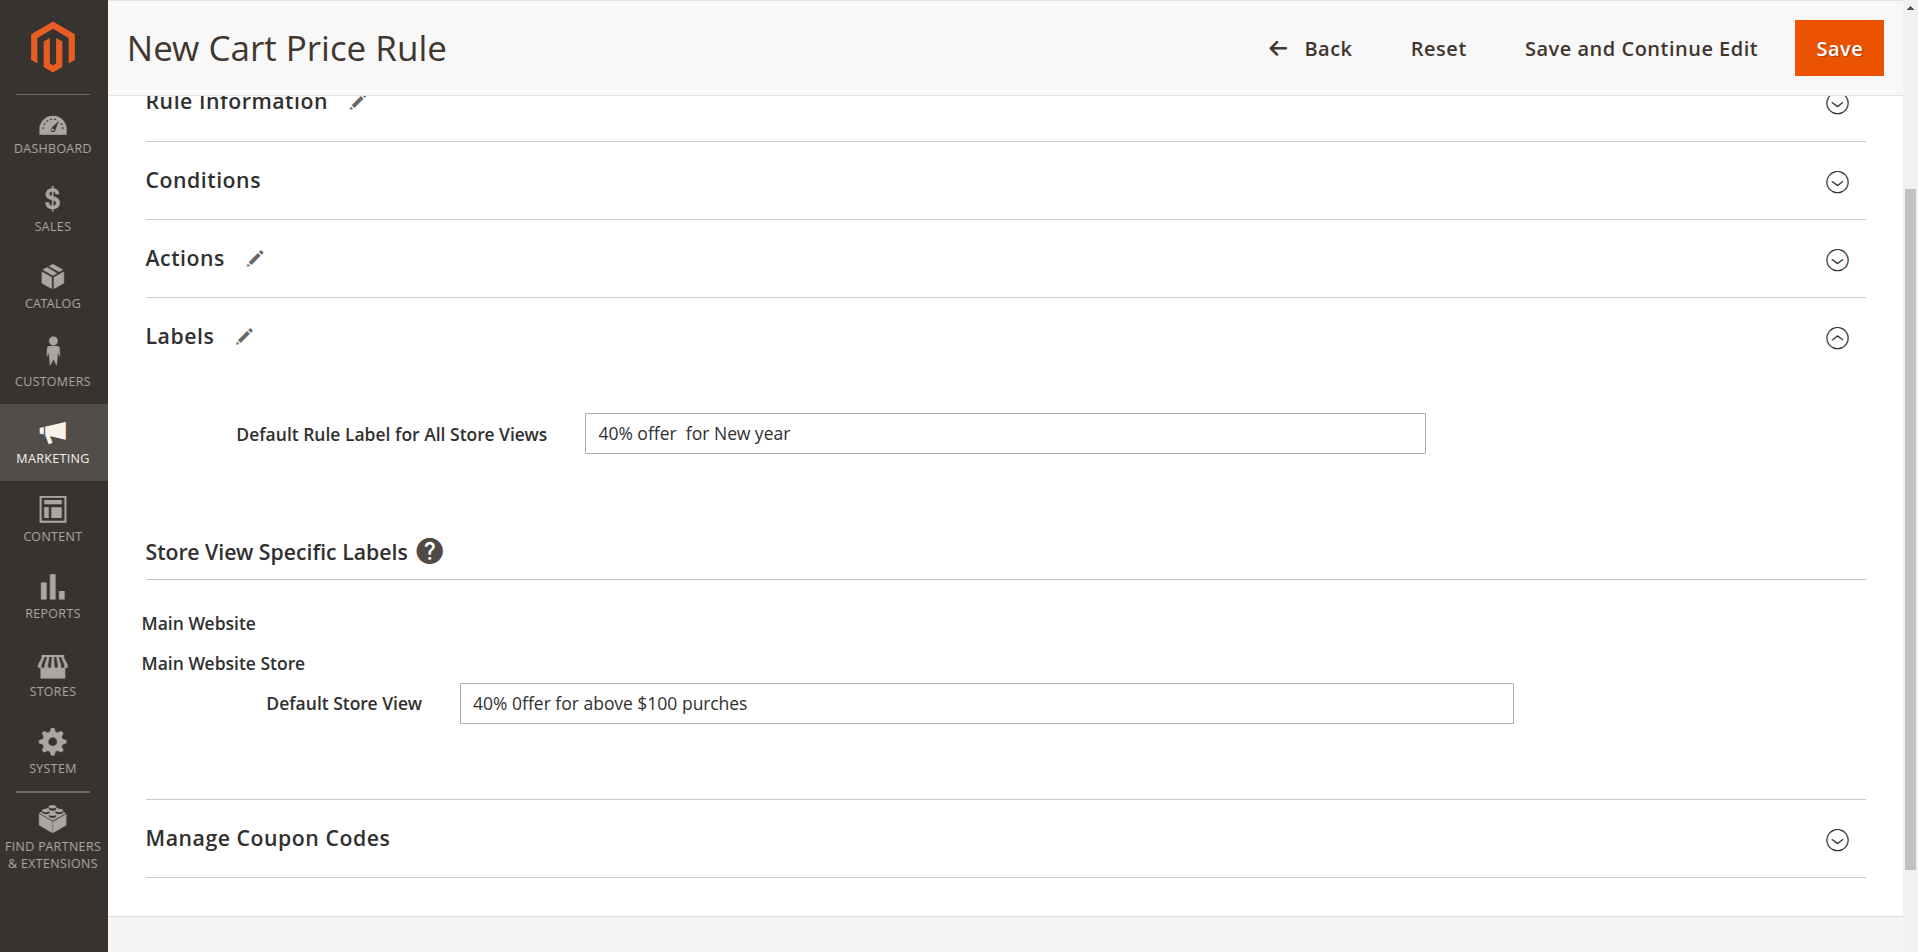 New Cart Price Rule
Back
Reset
Save and Continue Edit
Save
DASHBOARD
SALES
CATALOG
CUSTOMERS
MARKETING
CONTENT
REPORTS
STORES
SYSTEM
FIND PARTNERS
& EXTENSIONS
Rule Information
Conditions
Actions
Labels
Default Rule Label for All Store Views
40% offer  for New year
Store View Specific Labels ?
Main Website
Main Website Store
Default Store View
40% 0ffer for above $100 purches
Manage Coupon Codes